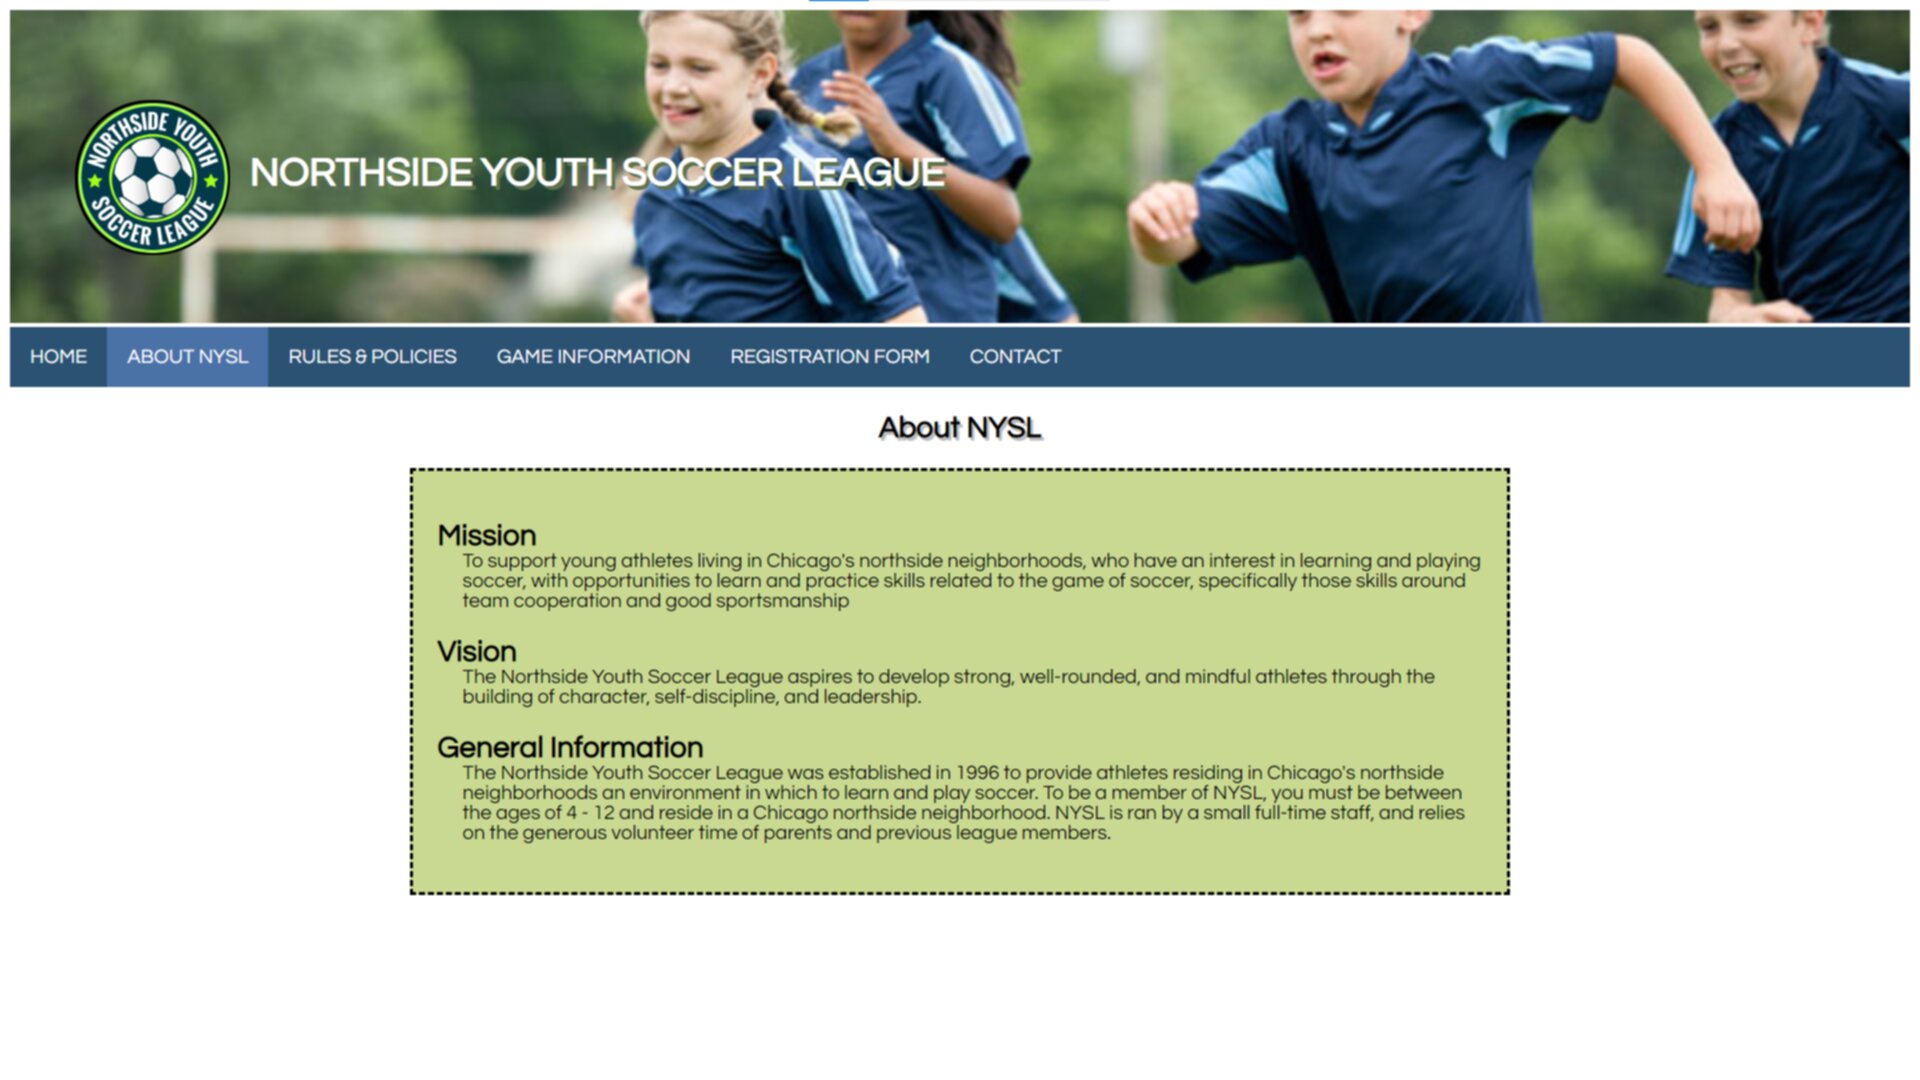 NORTHSIDE YOUTH
SOCCER LEAGUE
NORTHSIDE YOUTH SOCCER LEAGUE
HOME ABOUT NYSL RULES & POLICIES GAME INFORMATION REGISTRATION FORM CONTACT
About NYSL
Mission
To support young athletes living in Chicago's northside neighborhoods, who have an interest in learning and playing
soccer, with opportunities to learn and practice skills related to the game of soccer, specifically those skills around
team cooperation and good sportsmanship
Vision
The Northside Youth Soccer League aspires to develop strong, well-rounded, and mindful athletes through the
building of character, self-discipline, and leadership.
General Information
The Northside Youth Soccer League was established in 1996 to provide athletes residing in Chicago's northside
neighborhoods an environment in which to learn and play soccer. To be a member of NYSL, you must be between
the ages of 4 - 12 and reside in a Chicago northside neighborhood. NYSL is ran by a small full-time staff, and relies
on the generous volunteer time of parents and previous league members.